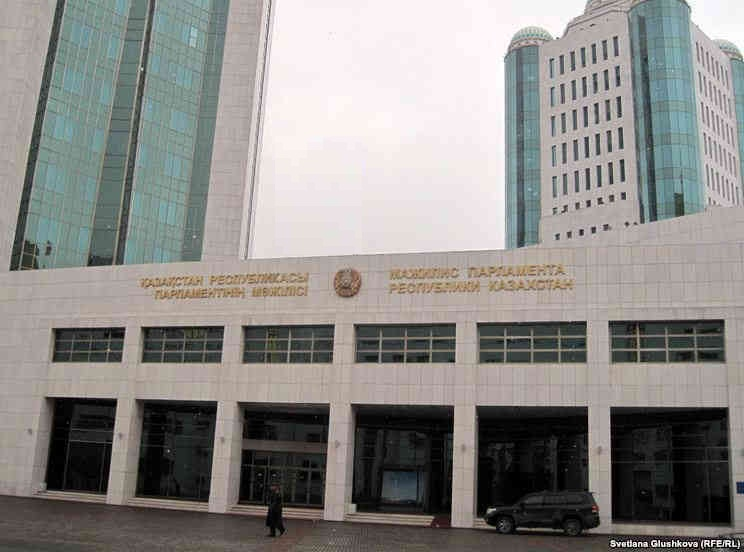 ҚАЗАҚСТАН РЕСПУБЛИКАСЫ
ПАРЛАМЕНТІНІҢ МӘЖІЛІСІ
МАЖИЛИС ПАРЛАМЕНТА
РЕСПУБЛИКИ КАЗАХСТАН
Svetlana Glushkova (RFE/RL)